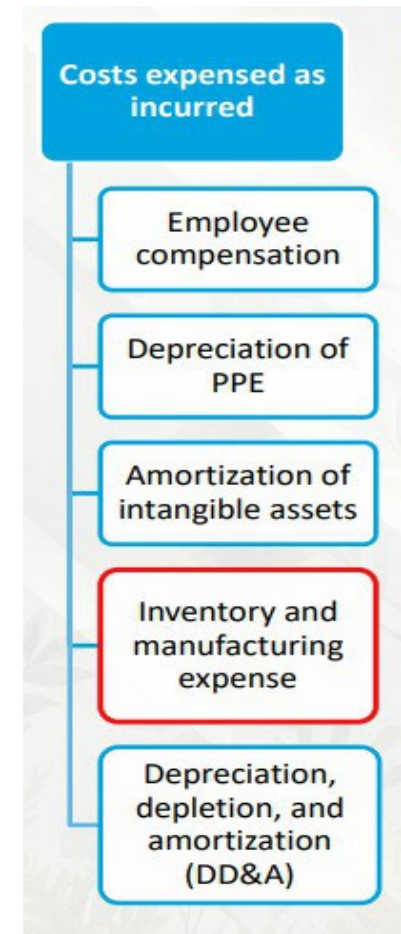 Costs expensed as
incurred
Employee
compensation
Depreciation of
PPE
Amortization of
intangible assets
Inventory and
manufacturing
expense
Depreciation,
depletion, and
amortization
(DD&A)